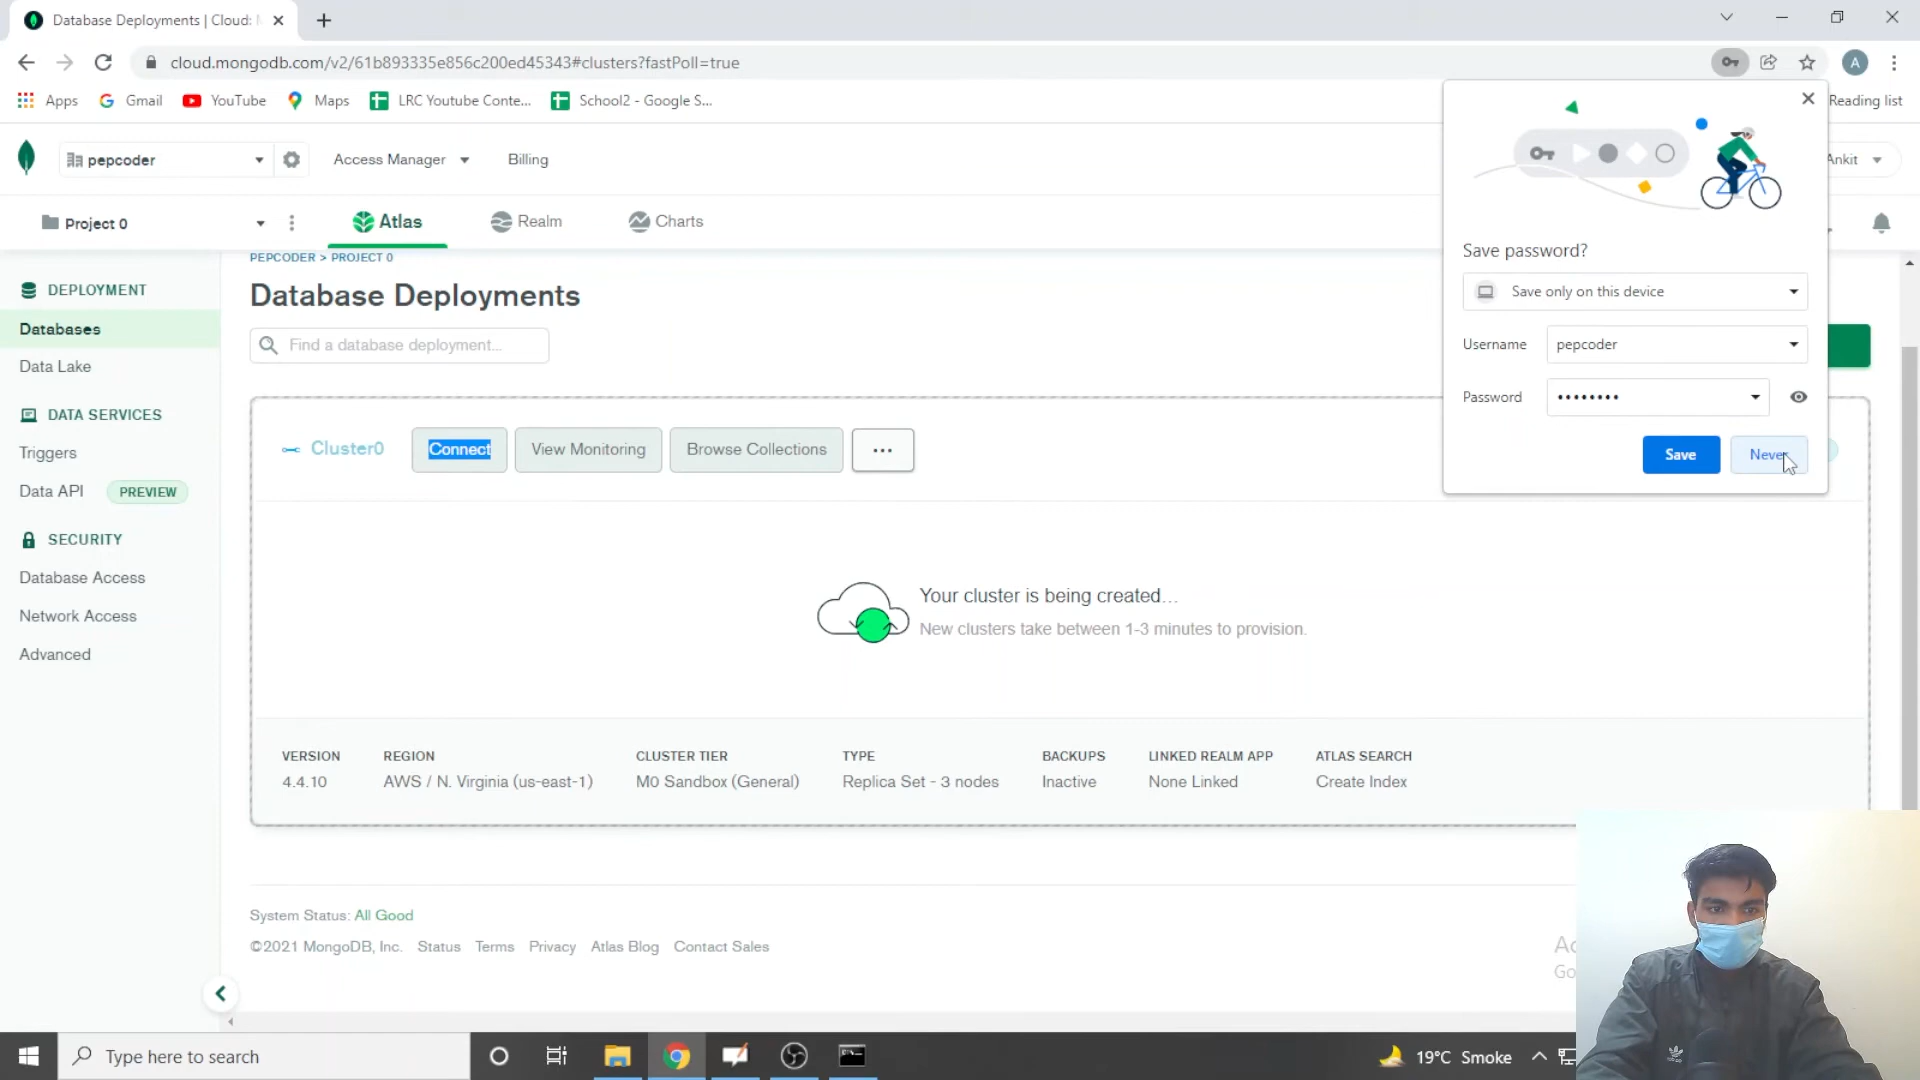 Database Deployments | Cloud: M
cloud.mongodb.com/v2/61b893335e856c200ed45343#clusters?fastPoll=true
A
Apps Gmail YouTube Maps LRC Youtube Conte... School2 - Google S... Reading list
pepcoder Access Manager Billing Ankit
Project 0 Atlas Realm Charts
PEPCODER > PROJECT 0
Database Deployments
Find a database deployment...
DEPLOYMENT
Databases
Data Lake
DATA SERVICES
Triggers
Data API PREVIEW
SECURITY
Database Access
Network Access
Advanced
Save password?
Save only on this device
Username pepcoder
Password ••••••••
Save Never
Cluster0 Connect View Monitoring Browse Collections ...
Your cluster is being created...
New clusters take between 1-3 minutes to provision.
VERSION REGION CLUSTER TIER TYPE BACKUPS LINKED REALM APP ATLAS SEARCH
4.4.10 AWS / N. Virginia (us-east-1) M0 Sandbox (General) Replica Set - 3 nodes Inactive None Linked Create Index
System Status: All Good
©2021 MongoDB, Inc. Status Terms Privacy Atlas Blog Contact Sales
Ac
Go
Type here to search
19°C Smoke